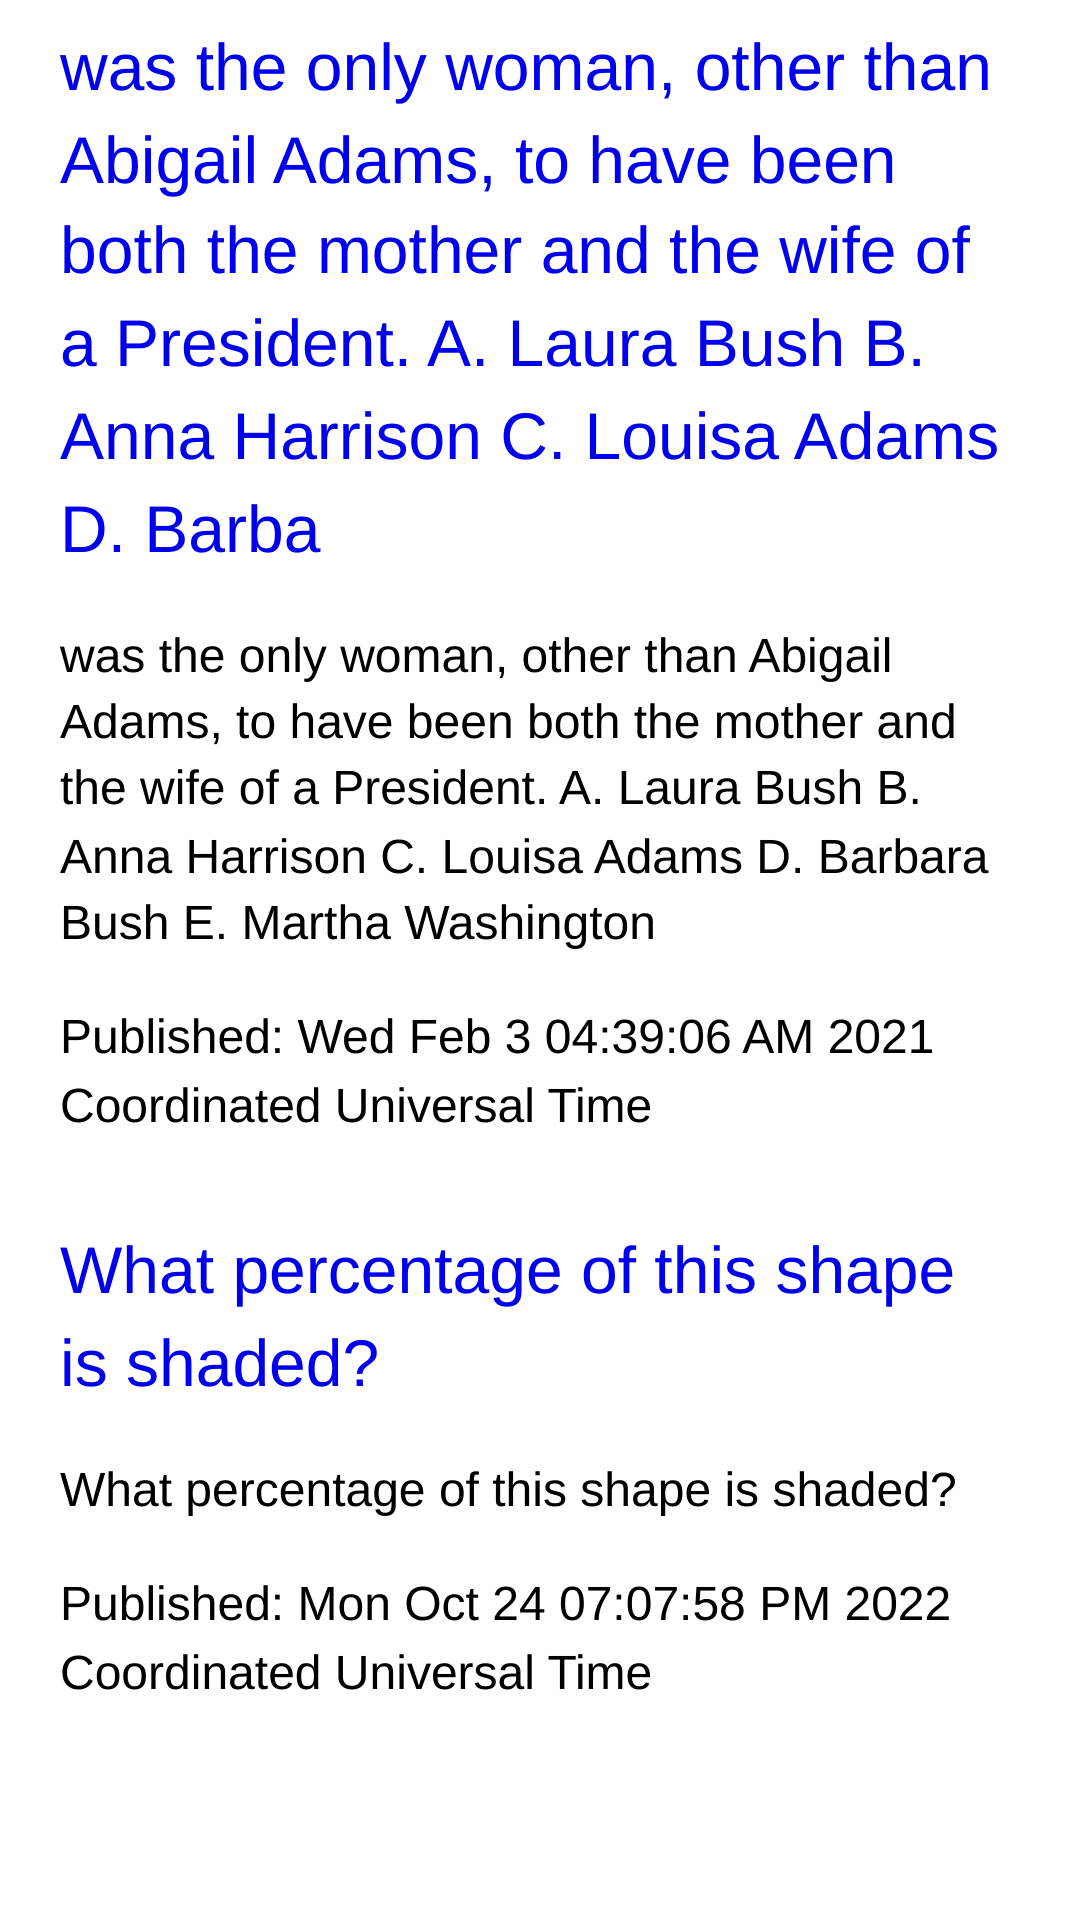 was the only woman, other than
Abigail Adams, to have been
both the mother and the wife of
a President. A. Laura Bush B.
Anna Harrison C. Louisa Adams
D. Barba
was the only woman, other than Abigail
Adams, to have been both the mother and
the wife of a President. A. Laura Bush B.
Anna Harrison C. Louisa Adams D. Barbara
Bush E. Martha Washington
Published: Wed Feb 3 04:39:06 AM 2021
Coordinated Universal Time
What percentage of this shape
is shaded?
What percentage of this shape is shaded?
Published: Mon Oct 24 07:07:58 PM 2022
Coordinated Universal Time